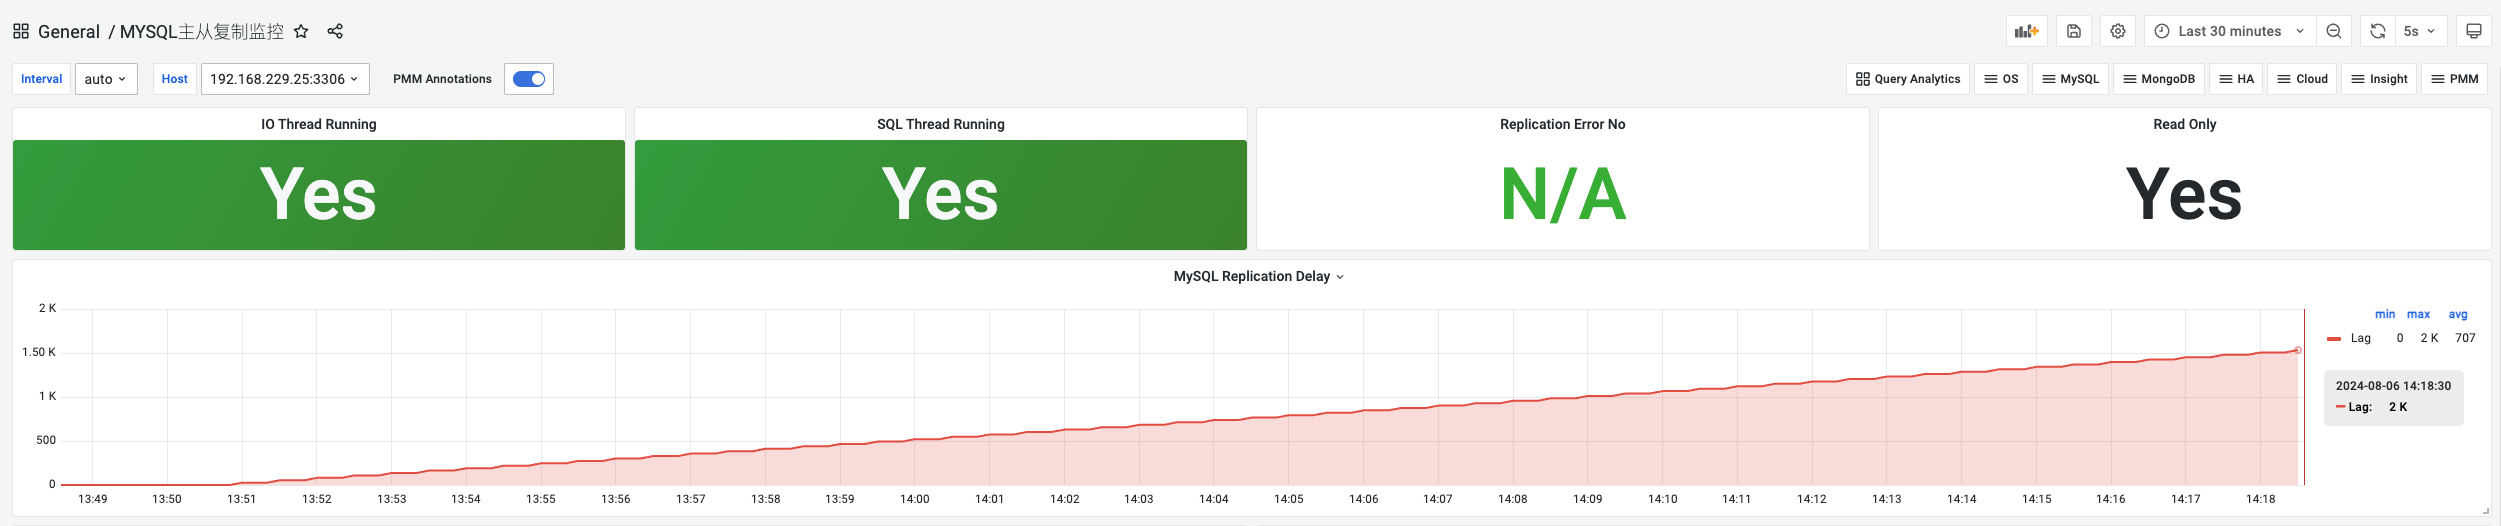 General / MYSQL主从复制监控
Last 30 minutes 5s
Interval auto Host 192.168.229.25:3306 PMM Annotations Query Analytics OS MySQL MongoDB HA Cloud Insight PMM
IO Thread Running
Yes
SQL Thread Running
Yes
Replication Error No
N/A
Read Only
Yes
MySQL Replication Delay
2 K
1.50 K
1 K
500
0
13:49 13:50 13:51 13:52 13:53 13:54 13:55 13:56 13:57 13:58 13:59 14:00 14:01 14:02 14:03 14:04 14:05 14:06 14:07 14:08 14:09 14:10 14:11 14:12 14:13 14:14 14:15 14:16 14:17 14:18
min max avg
Lag 0 2 K 707
2024-08-06 14:18:30
Lag: 2 K